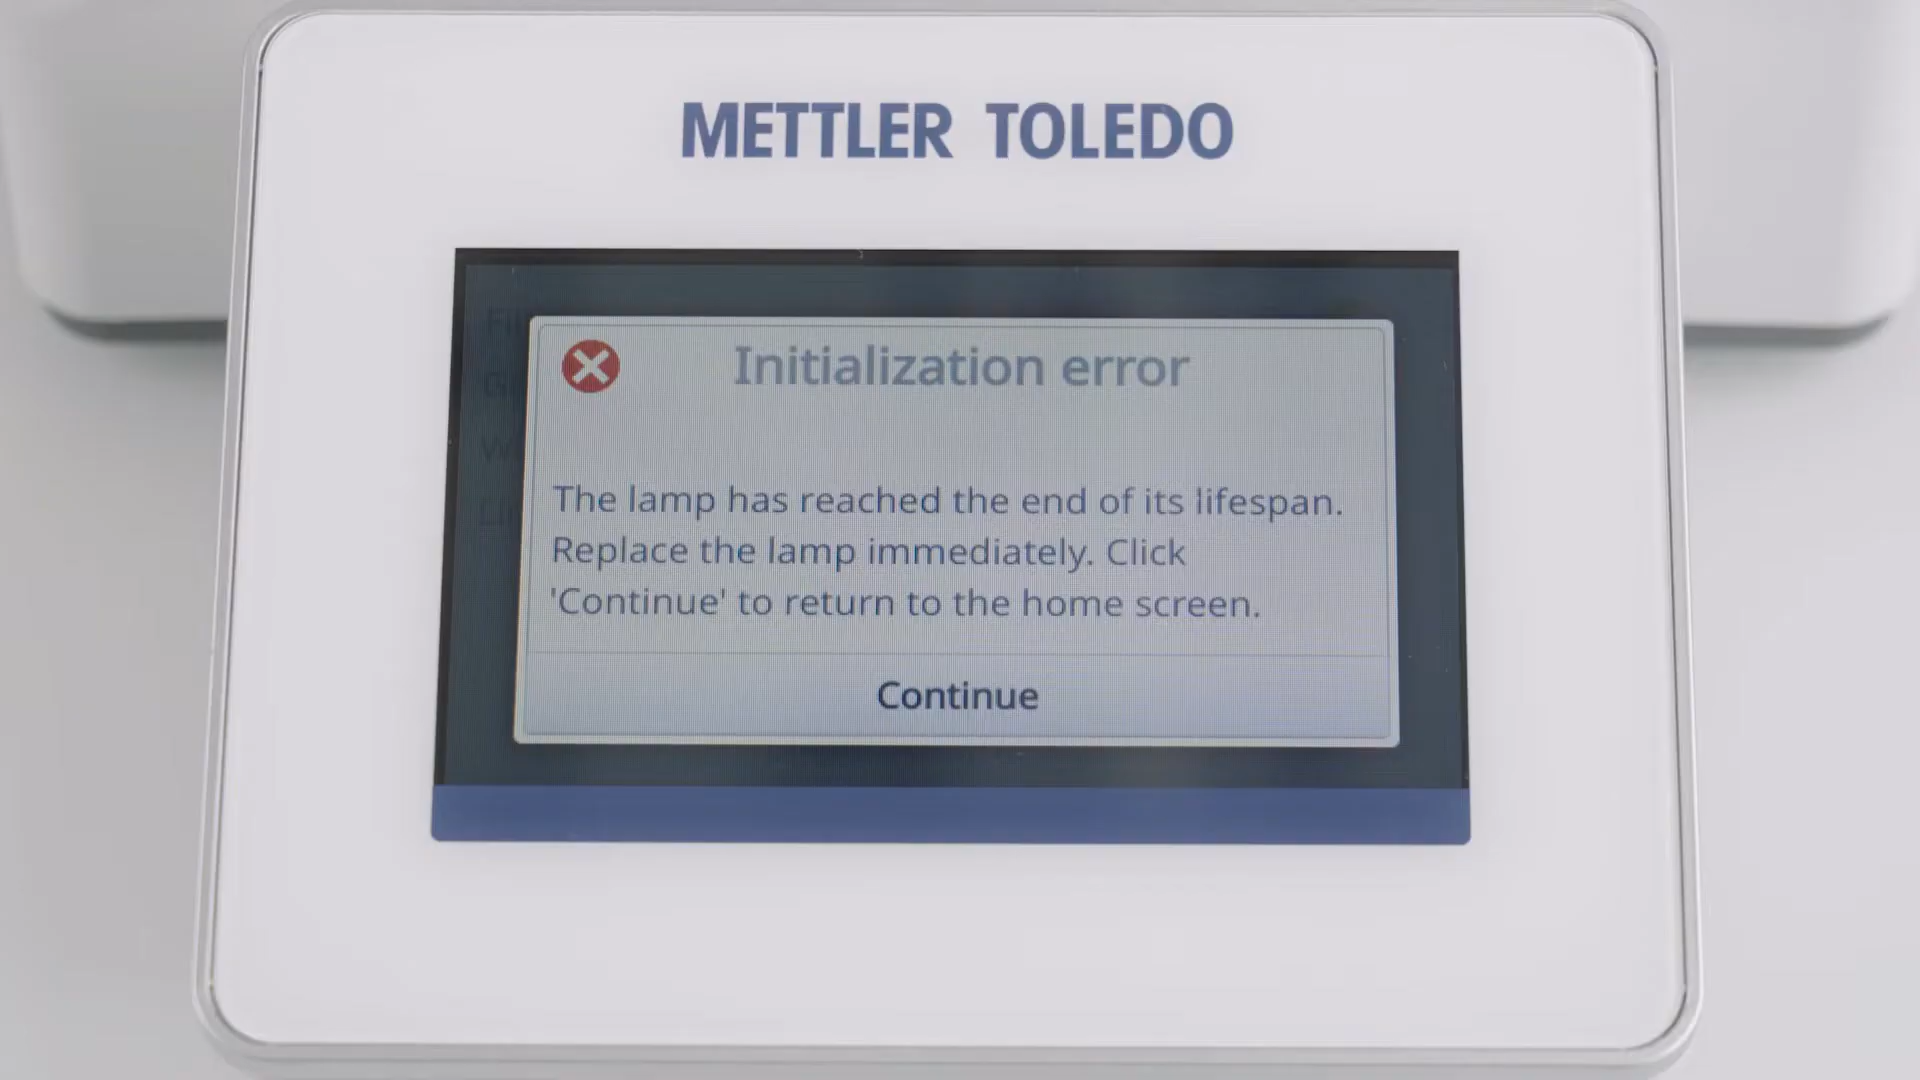 METTLER TOLEDO
Initialization error
The lamp has reached the end of its lifespan.
Replace the lamp immediately. Click
'Continue' to return to the home screen.
Continue